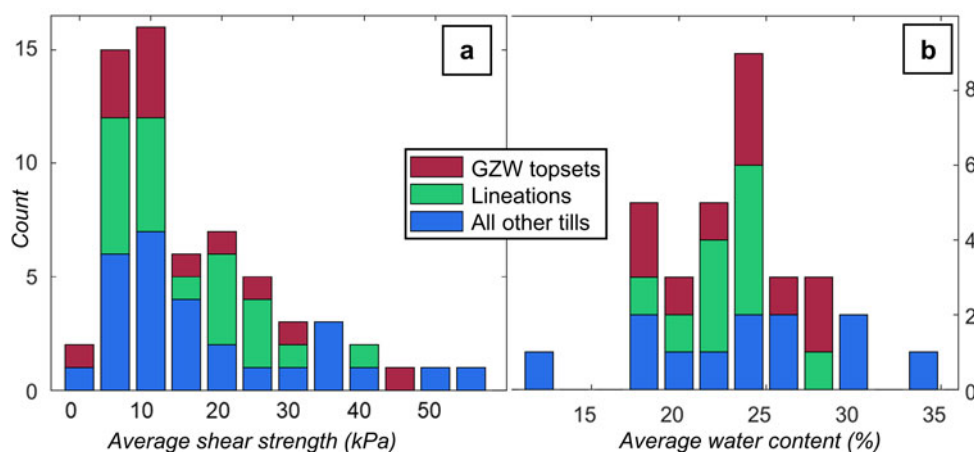 a
b
15
10
5
0
Count
0 10 20 30 40 50
Average shear strength (kPa)
GZW topsets
Lineations
All other tills
8
6
4
2
0
15 20 25 30 35
Average water content (%)